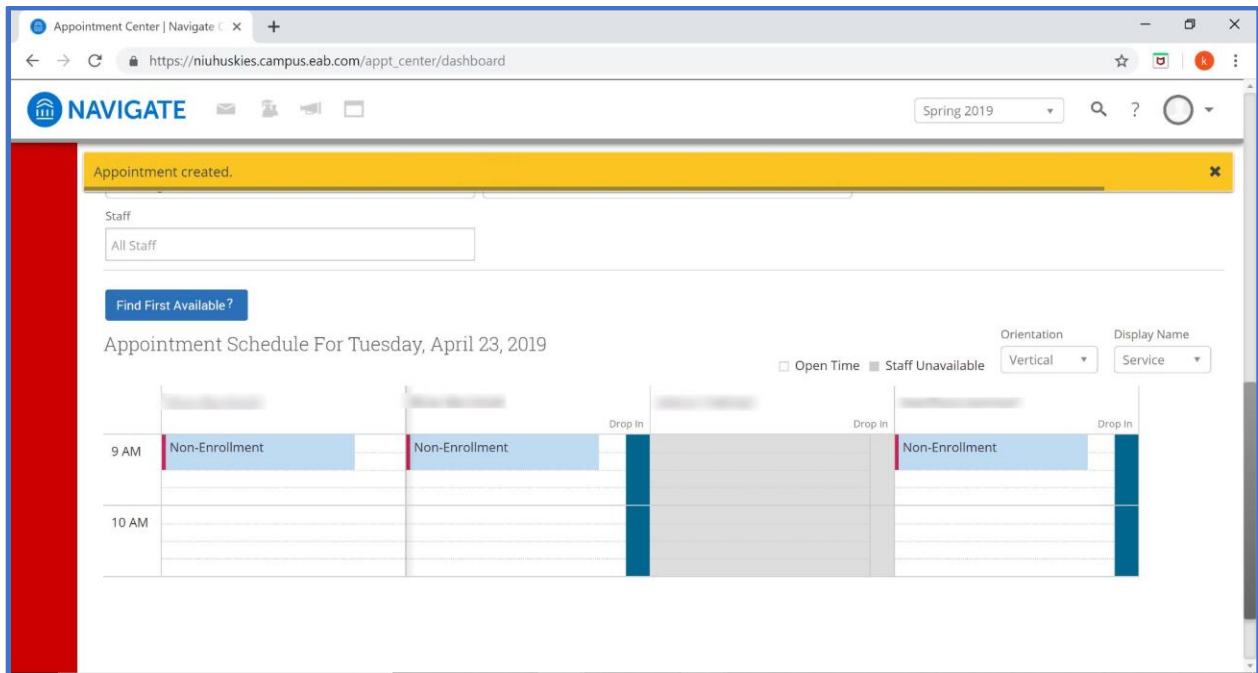 Appointment Center | Navigate C
https://niuhuskies.campus.eab.com/appt_center/dashboard
k
NAVIGATE
Spring 2019
?
Appointment created.
Staff
All Staff
Find First Available?
Appointment Schedule For Tuesday, April 23, 2019
Orientation
Display Name
Open Time
Staff Unavailable
Vertical
Service
Drop In
Drop In
Drop In
9 AM
Non-Enrollment
Non-Enrollment
Non-Enrollment
10 AM